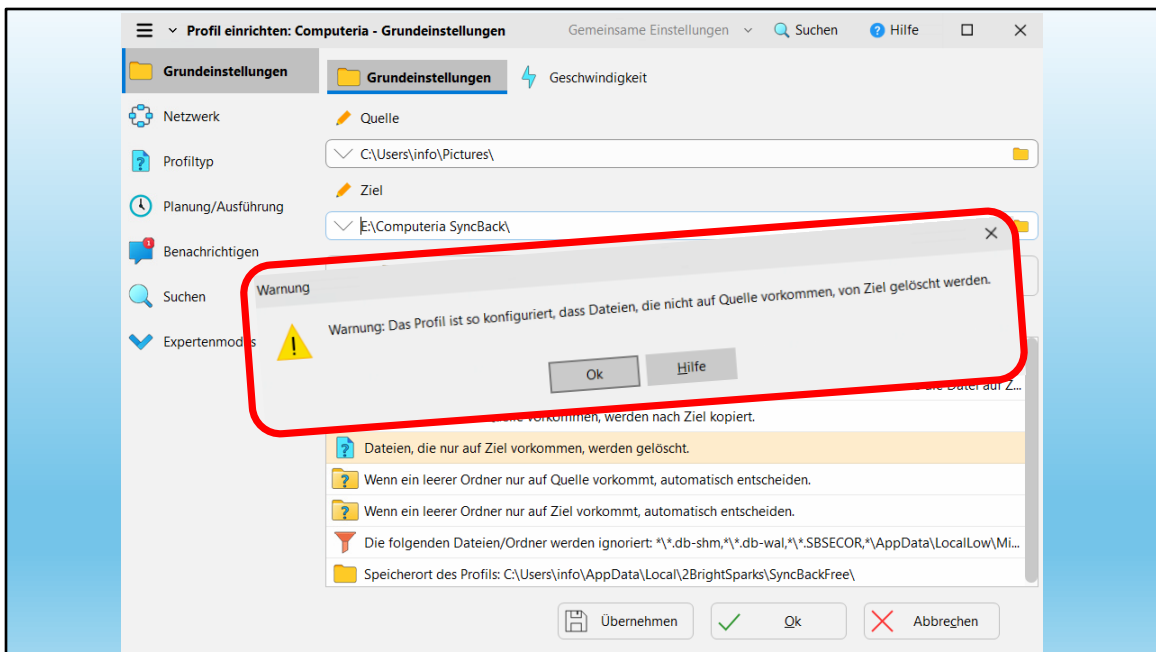 Profil einrichten: Computeria - Grundeinstellungen
Gemeinsame Einstellungen
Suchen
Hilfe
Grundeinstellungen
Netzwerk
Profiltyp
Planung/Ausführung
1
Benachrichtigen
Suchen
Expertenmodus
Grundeinstellungen
Geschwindigkeit
Quelle
C:\Users\info\Pictures\
Ziel
E:\Computeria SyncBack\
Warnung
Warnung: Das Profil ist so konfiguriert, dass Dateien, die nicht auf Quelle vorkommen, von Ziel gelöscht werden.
Ok
Hilfe
die Datei auf Z...
vorkommen, werden nach Ziel kopiert.
Dateien, die nur auf Ziel vorkommen, werden gelöscht.
Wenn ein leerer Ordner nur auf Quelle vorkommt, automatisch entscheiden.
Wenn ein leerer Ordner nur auf Ziel vorkommt, automatisch entscheiden.
Die folgenden Dateien/Ordner werden ignoriert: *\*.db-shm,*\*.db-wal,*\*.SBSECOR,*\AppData\LocalLow\Mi...
Speicherort des Profils: C:\Users\info\AppData\Local\2BrightSparks\SyncBackFree\
Übernehmen
Ok
Abbrechen